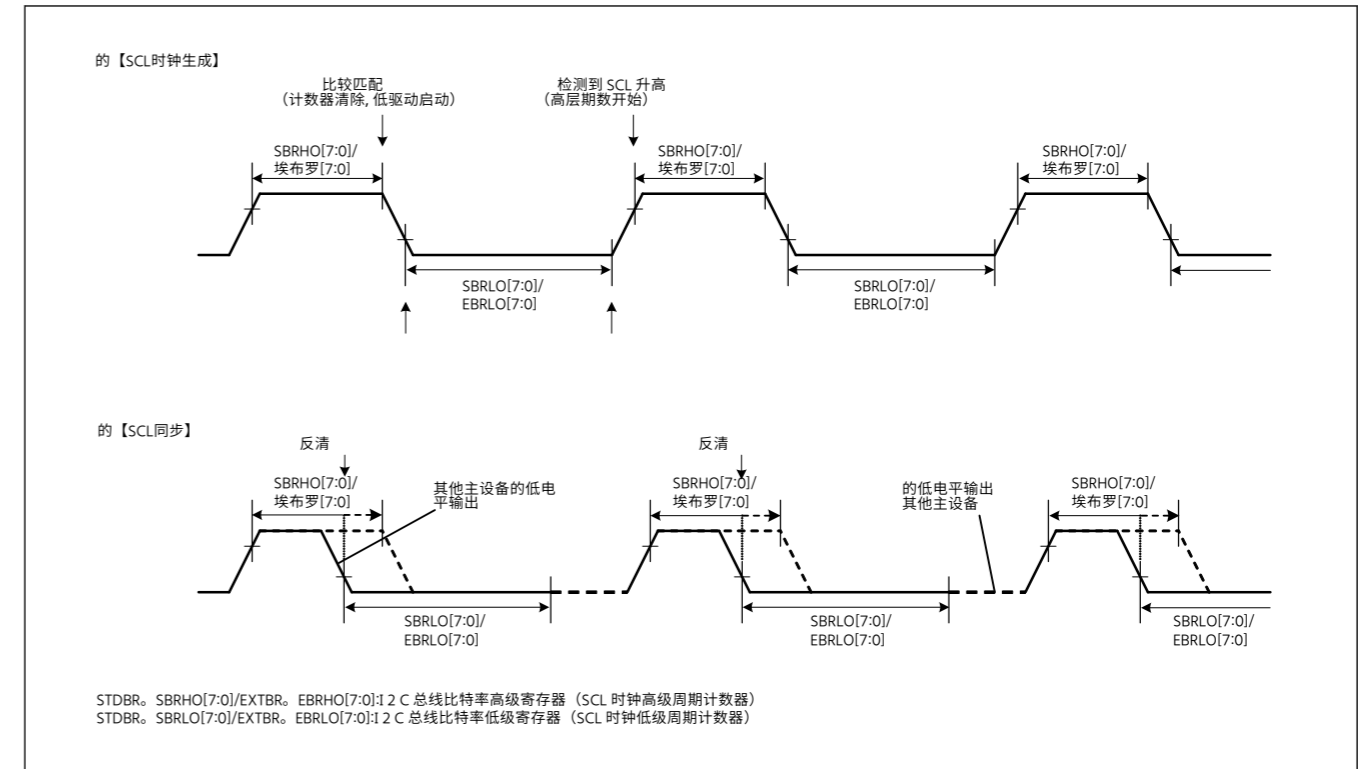 的【SCL时钟生成】
比较匹配
（计数器清除, 低驱动启动）
检测到 SCL 升高
（高层期数开始）
SBRHO[7:0]/
埃布罗[7:0]
SBRHO[7:0]/
埃布罗[7:0]
SBRHO[7:0]/
埃布罗[7:0]
SBRLO[7:0]/
EBRLO[7:0]
SBRLO[7:0]/
EBRLO[7:0]
的【SCL同步】
反清
反清
SBRHO[7:0]/
埃布罗[7:0]
其他主设备的低电
平输出
SBRHO[7:0]/
埃布罗[7:0]
的低电平输出
其他主设备
SBRHO[7:0]/
埃布罗[7:0]
SBRLO[7:0]/
EBRLO[7:0]
SBRLO[7:0]/
EBRLO[7:0]
SBRLO[7:0]/
EBRLO[7:0]
STDBR。SBRHO[7:0]/EXTBR。EBRHO[7:0]:I 2 C 总线比特率高级寄存器（SCL 时钟高级周期计数器）
STDBR。SBRLO[7:0]/EXTBR。EBRLO[7:0]:I 2 C 总线比特率低级寄存器（SCL 时钟低级周期计数器）